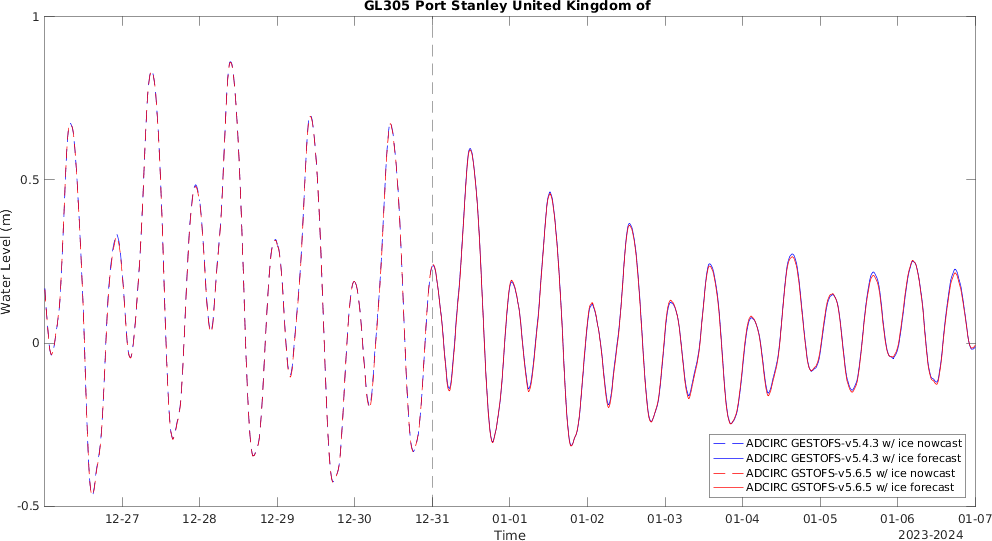 GL305 Port Stanley United Kingdom of
1
0.5
0
-0.5
Water Level (m)
ADCIRC GESTOFS-v5.4.3 w/ ice nowcast
ADCIRC GESTOFS-v5.4.3 w/ ice forecast
ADCIRC GSTOFS-v5.6.5 w/ ice nowcast
ADCIRC GSTOFS-v5.6.5 w/ ice forecast
12-27 12-28 12-29 12-30 12-31 01-01 01-02 01-03 01-04 01-05 01-06 01-07
Time
2023-2024